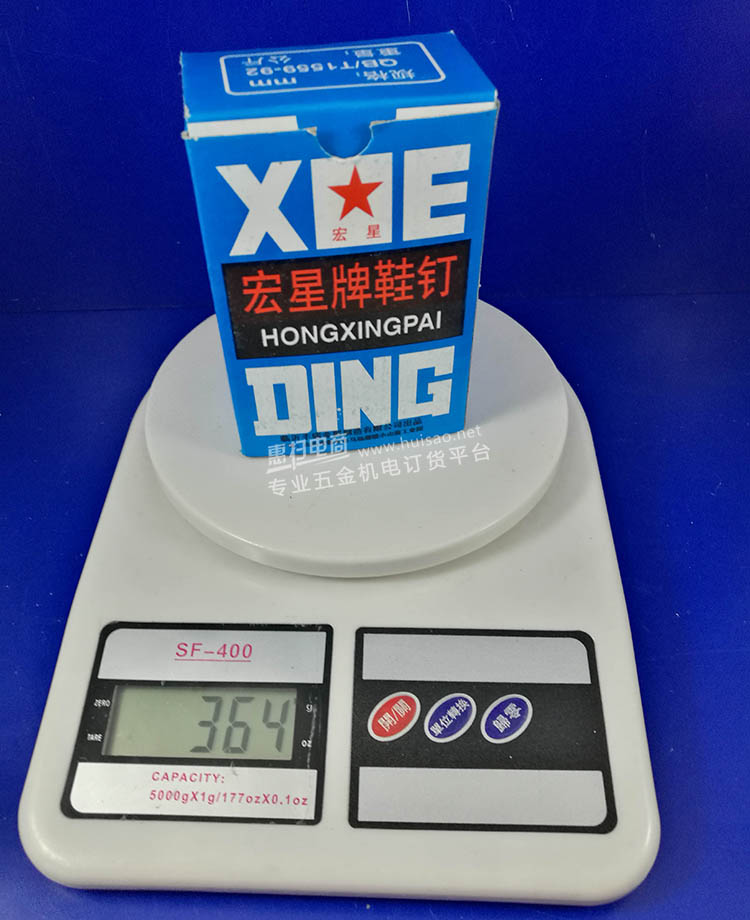 规格:
mm
QB/T1559-92
重量:
公斤
X
E
宏 星
宏星牌鞋钉
HONGXINGPAI
DING
惠扫电商 www.huisao.net
专业五金机电订货平台
SF-400
ZERO
g
364
TARE
oz
CAPACITY:
5000gX1g/177ozX0.1oz
開/關
單位轉换
歸零